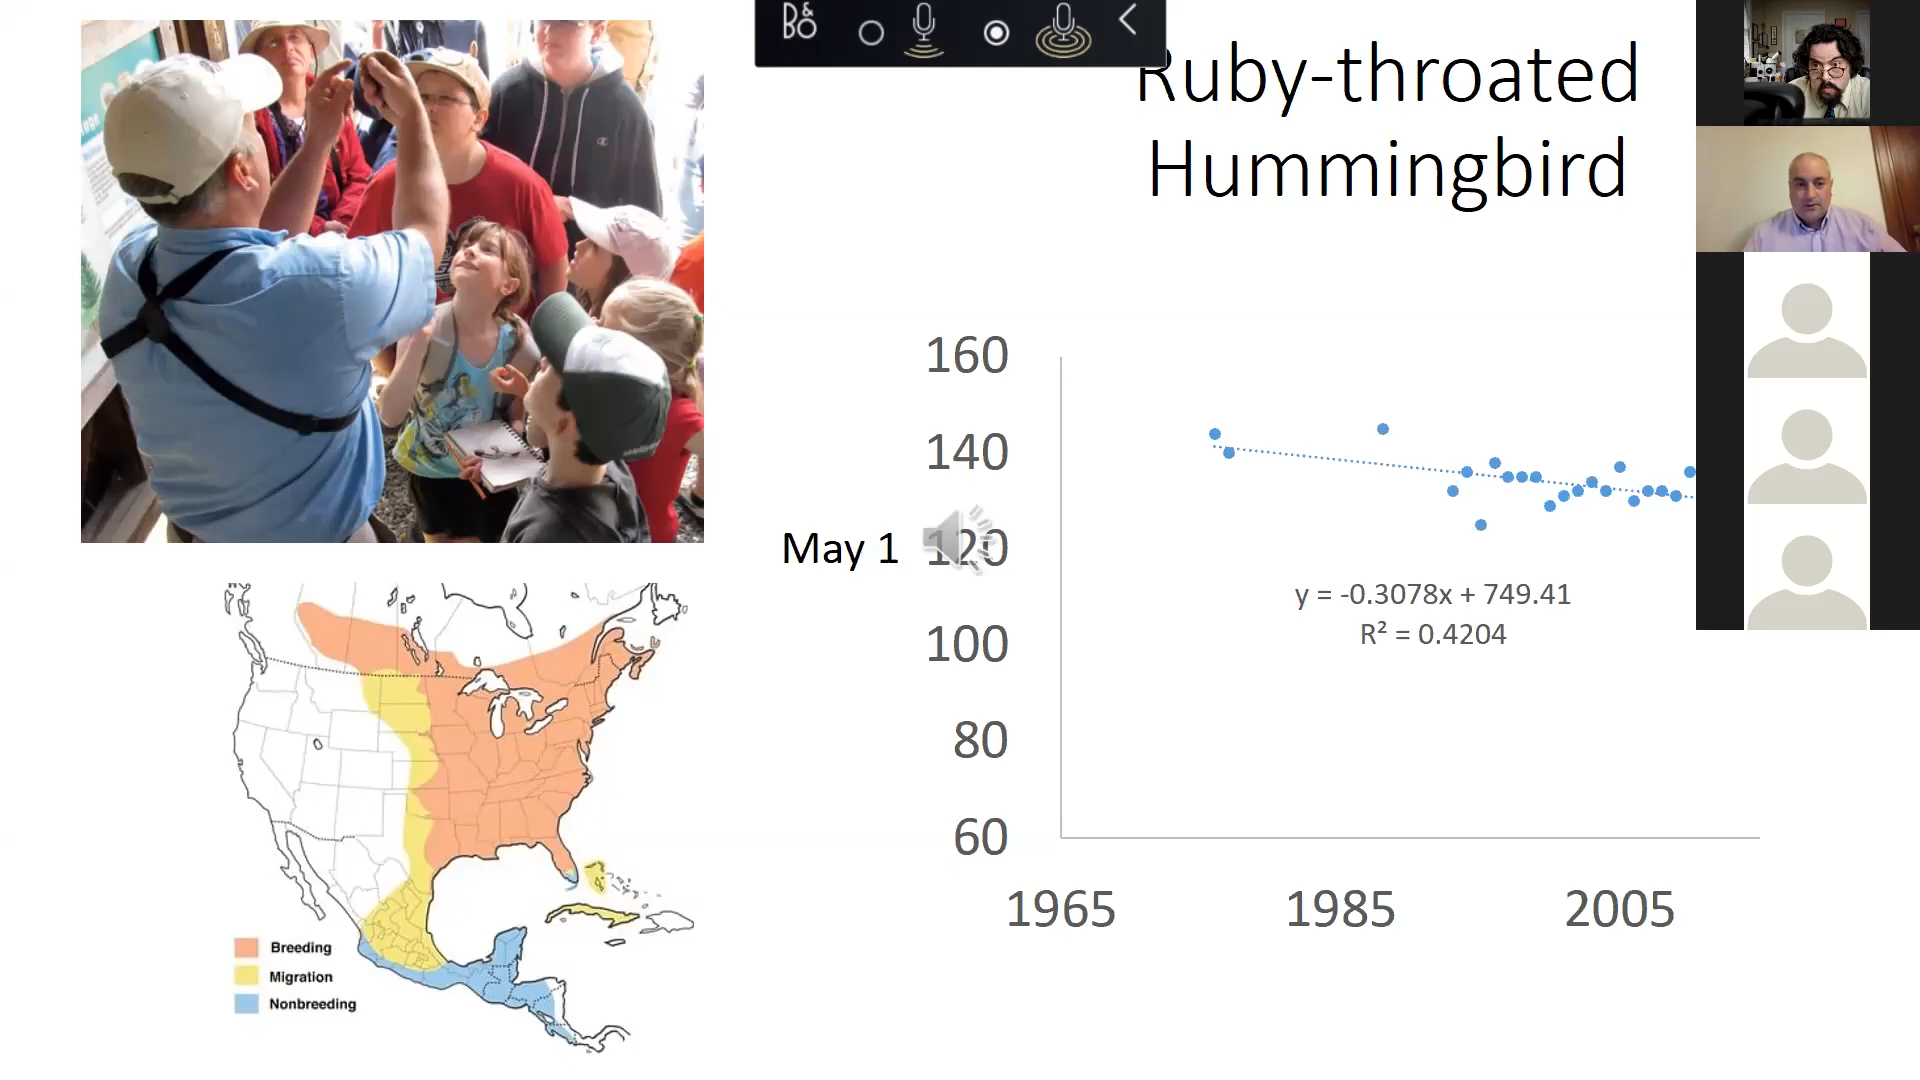 B&O
Ruby-throated
Hummingbird
160
140
May 1
120
100
80
60
1965
1985
2005
y = -0.3078x + 749.41
R² = 0.4204
Breeding
Migration
Nonbreeding